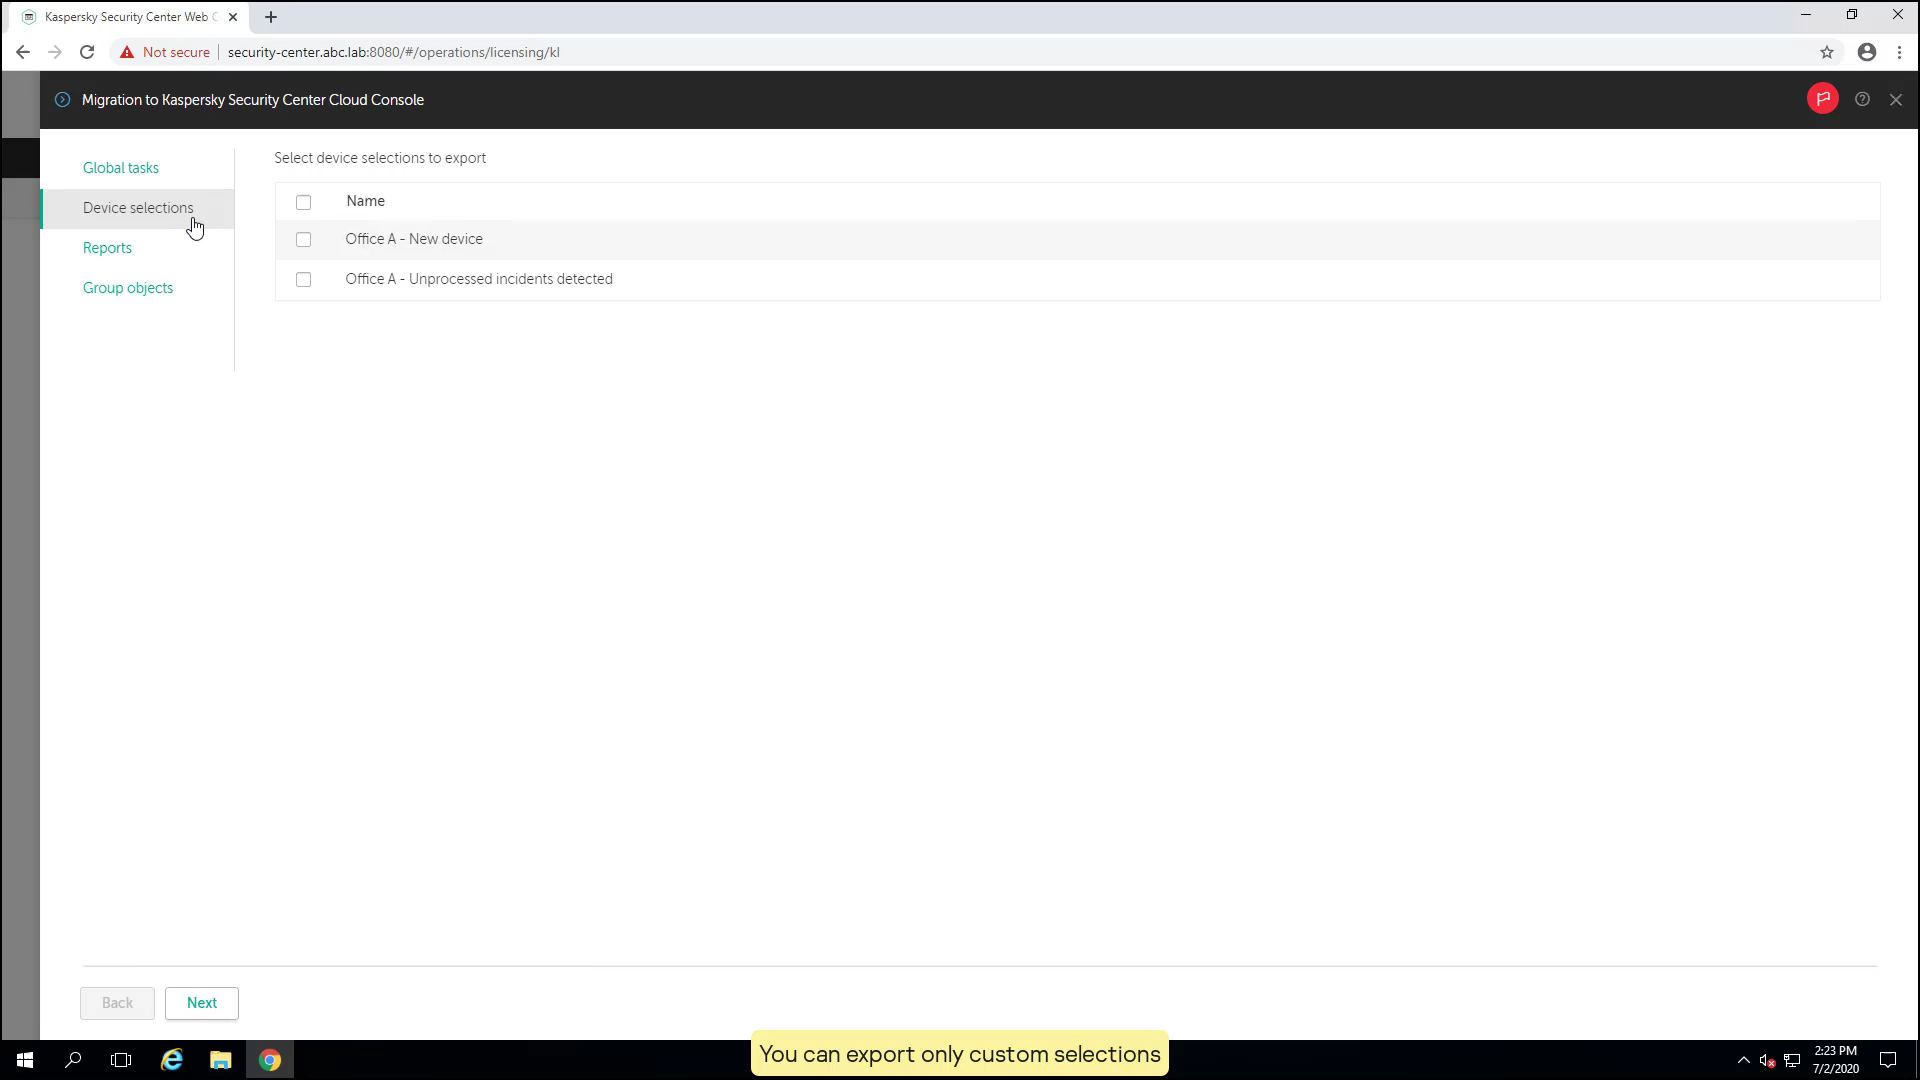 Kaspersky Security Center Web C
Not secure
security-center.abc.lab:8080/#/operations/licensing/kl
Migration to Kaspersky Security Center Cloud Console
Global tasks
Device selections
Reports
Group objects
Select device selections to export
Name
Office A - New device
Office A - Unprocessed incidents detected
Back
Next
You can export only custom selections
2:23 PM
7/2/2020